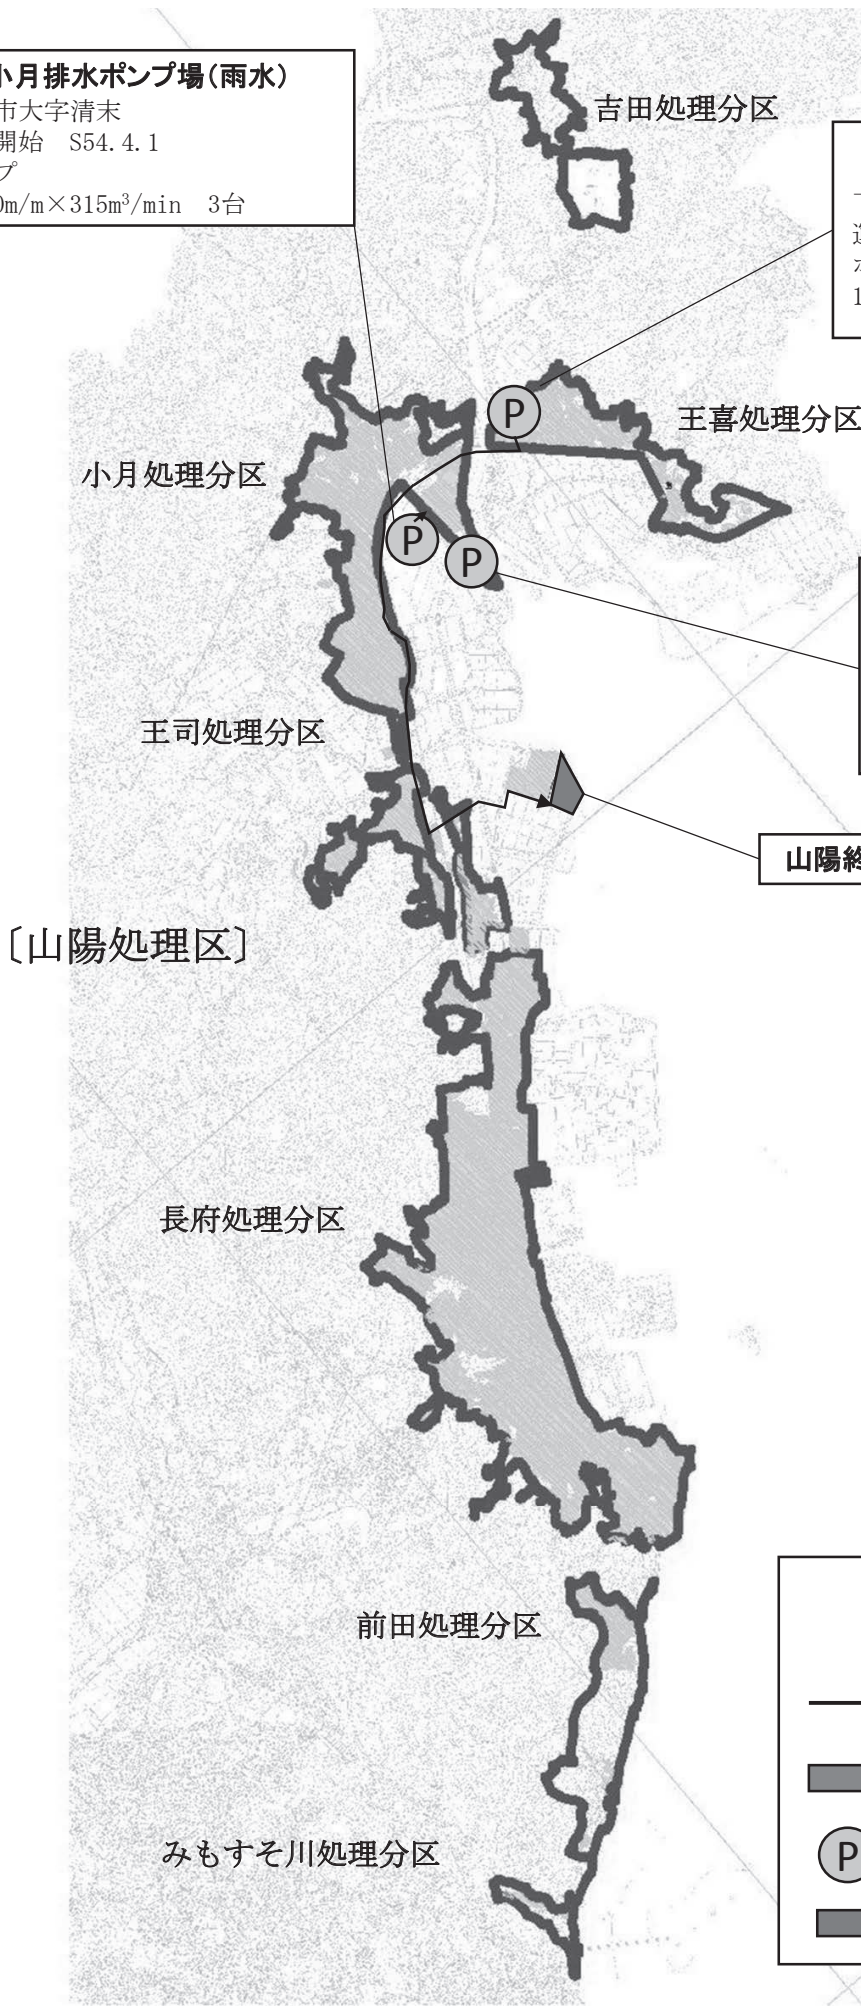 小月排水ポンプ場（雨水）
市大字清末
開始　S54.4.1
プ
0m/m×315m³/min　3台
吉田処理分区
1
P
王喜処理分区
小月処理分区
P
P
王司処理分区
山陽終
〔山陽処理区〕
長府処理分区
前田処理分区
P
みもすそ川処理分区